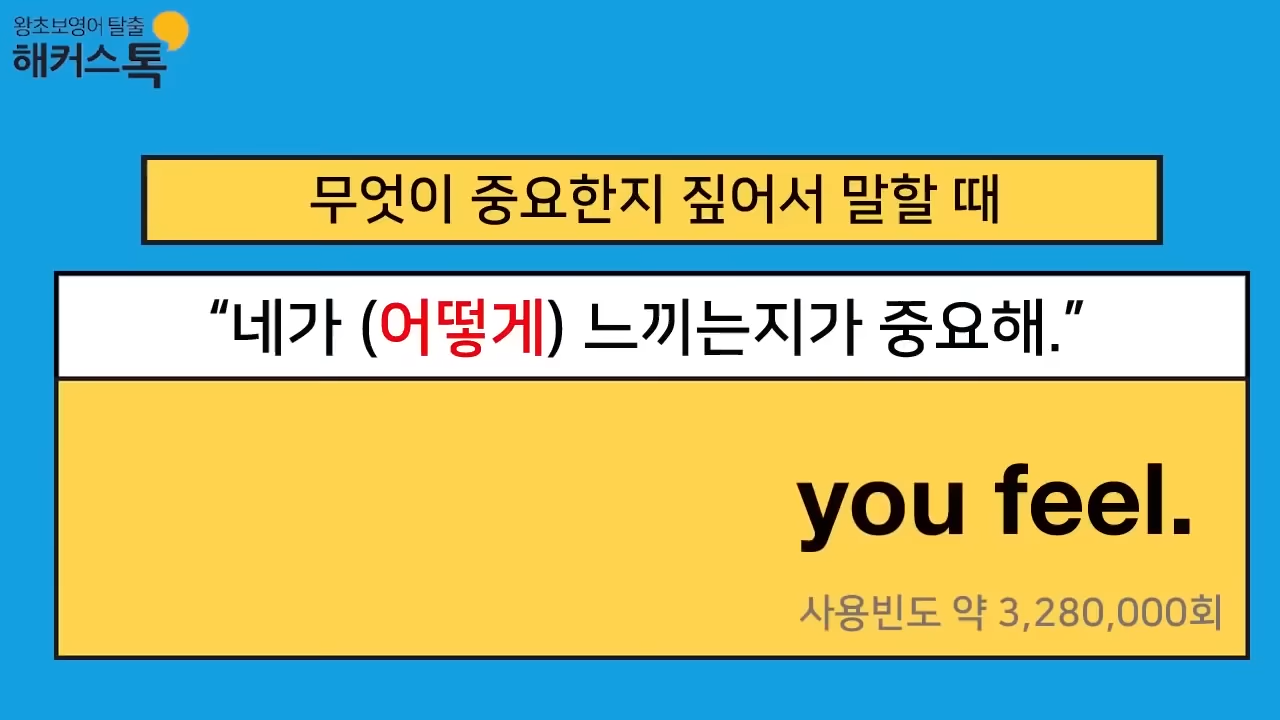 왕초보영어 탈출
해커스톡
무엇이 중요한지 짚어서 말할 때
“네가 (어떻게) 느끼는지가 중요해.”
you feel.
사용빈도 약 3,280,000회